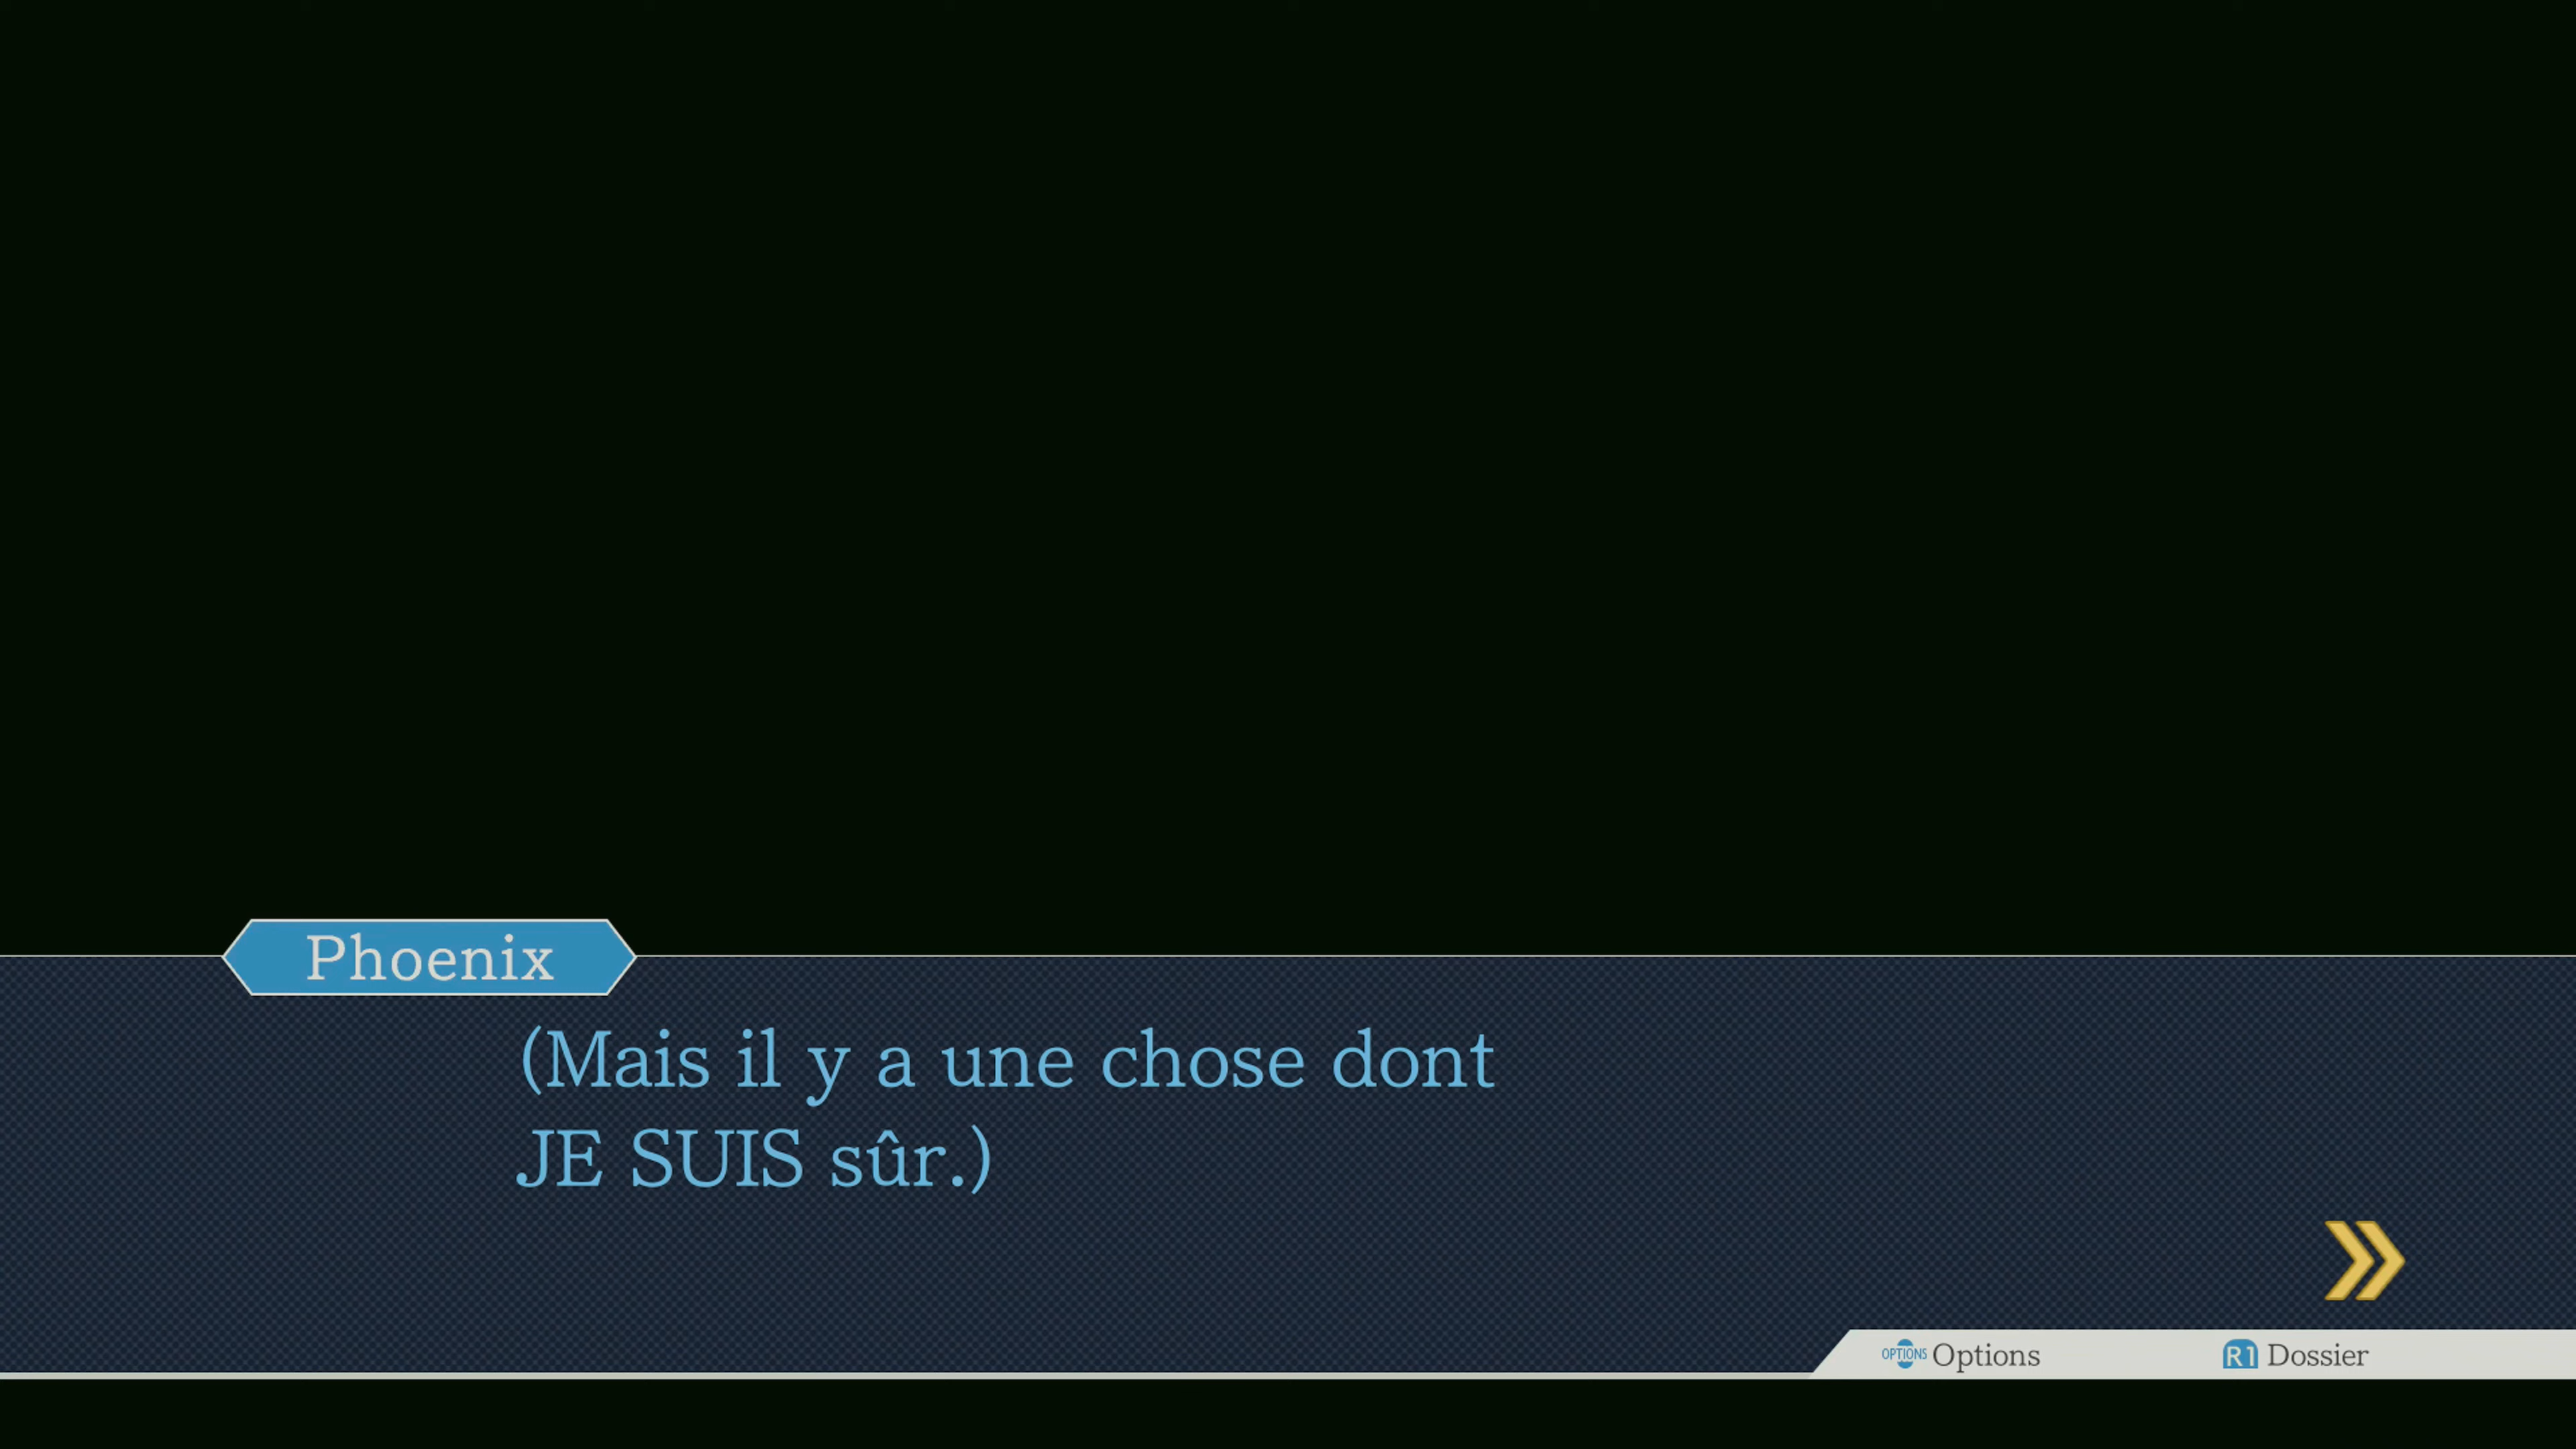 Phoenix
(Mais il y a une chose dont
JE SUIS sûr.)
OPTIONS Options
R1 Dossier